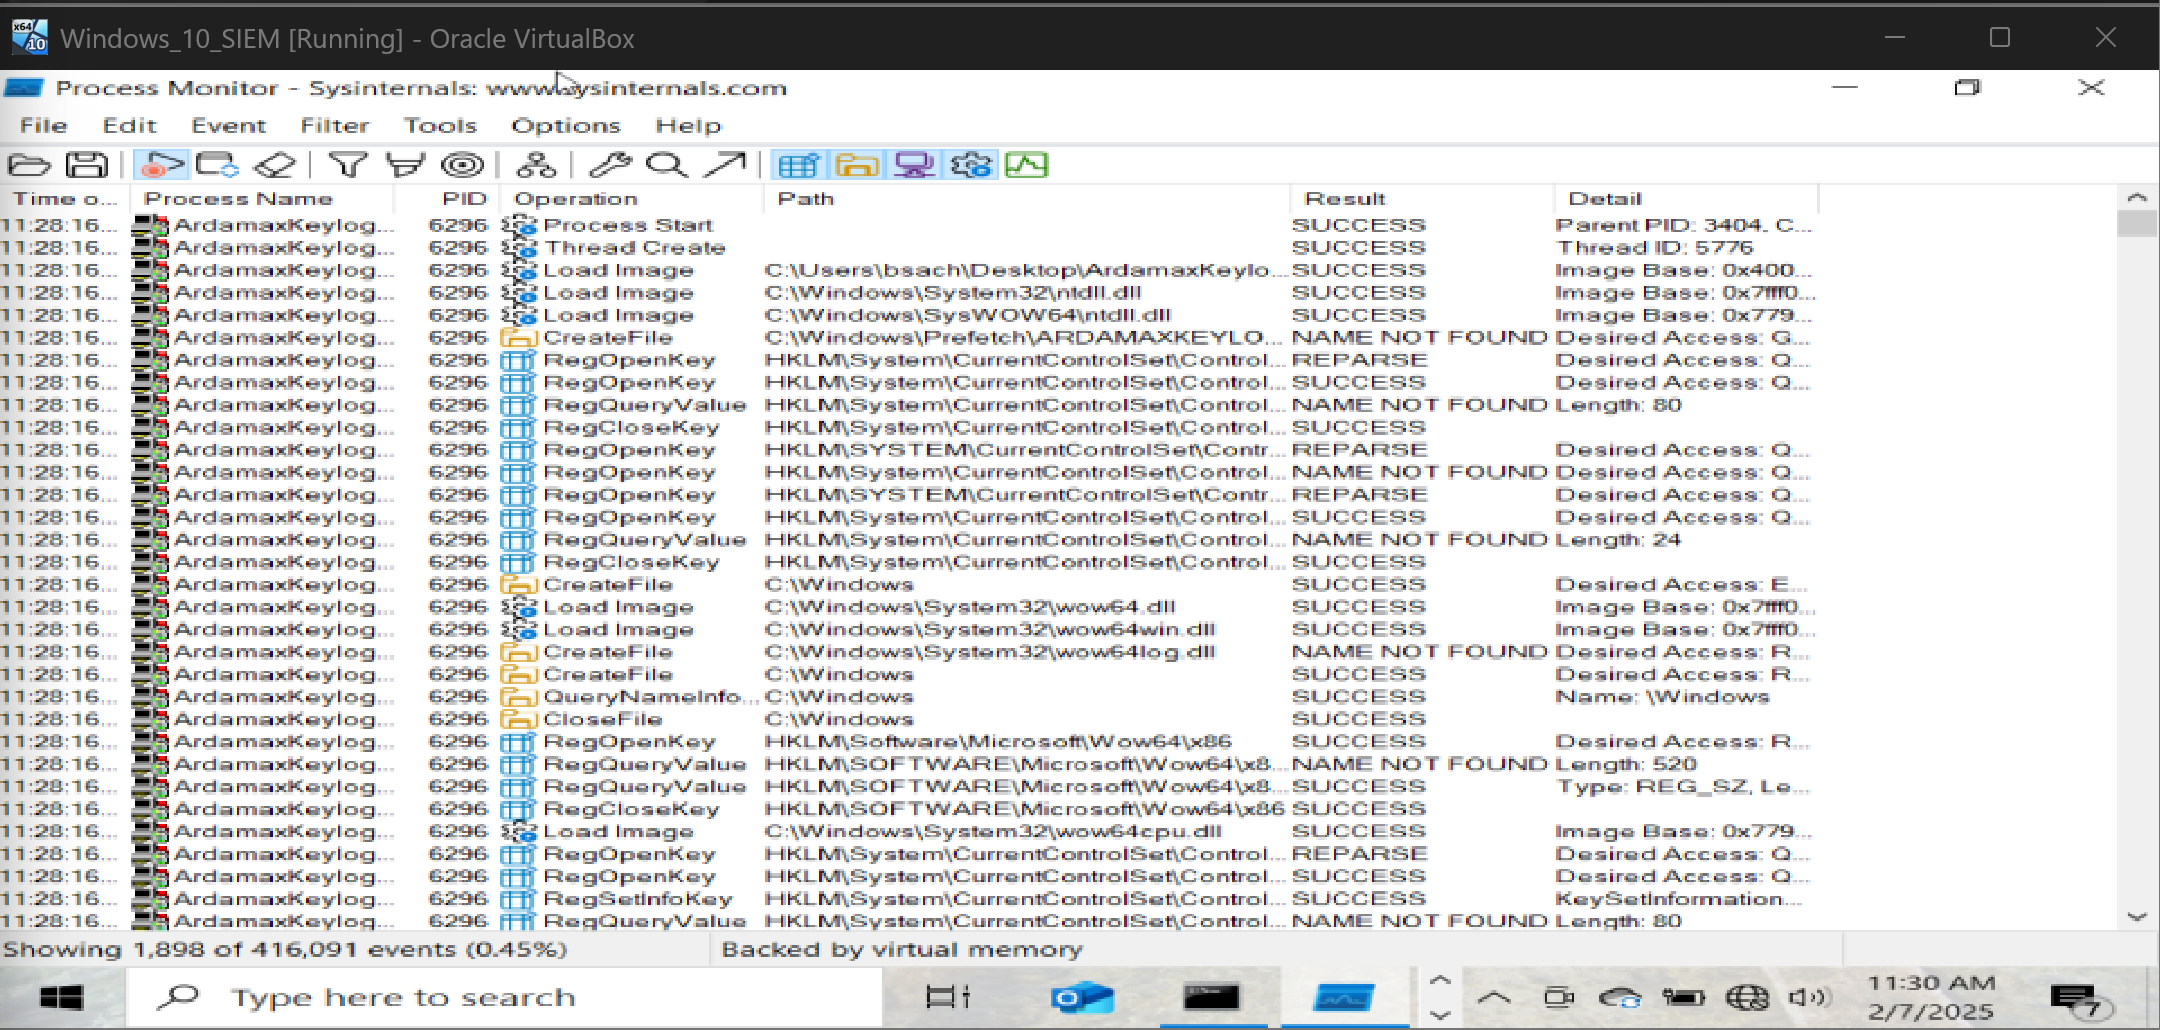 x64
10
Windows_10_SIEM [Running] - Oracle VirtualBox
Process Monitor - Sysinternals: www.sysinternals.com
File Edit Event Filter Tools Options Help
Time o... Process Name PID Operation Path Result Detail
11:28:16... ArdamaxKeylog... 6296 Process Start SUCCESS Parent PID: 3404, C...
11:28:16... ArdamaxKeylog... 6296 Thread Create SUCCESS Thread ID: 5776
11:28:16... ArdamaxKeylog... 6296 Load Image C:\Users\bsach\Desktop\ArdamaxKeylo... SUCCESS Image Base: 0x400...
11:28:16... ArdamaxKeylog... 6296 Load Image C:\Windows\System32\ntdll.dll SUCCESS Image Base: 0x7fff0...
11:28:16... ArdamaxKeylog... 6296 Load Image C:\Windows\SysWOW64\ntdll.dll SUCCESS Image Base: 0x779...
11:28:16... ArdamaxKeylog... 6296 CreateFile C:\Windows\Prefetch\ARDAMAXKEYLO... NAME NOT FOUND Desired Access: G...
11:28:16... ArdamaxKeylog... 6296 RegOpenKey HKLM\System\CurrentControlSet\Control... REPARSE Desired Access: Q...
11:28:16... ArdamaxKeylog... 6296 RegOpenKey HKLM\System\CurrentControlSet\Control... SUCCESS Desired Access: Q...
11:28:16... ArdamaxKeylog... 6296 RegQueryValue HKLM\System\CurrentControlSet\Control... NAME NOT FOUND Length: 80
11:28:16... ArdamaxKeylog... 6296 RegCloseKey HKLM\System\CurrentControlSet\Control... SUCCESS
11:28:16... ArdamaxKeylog... 6296 RegOpenKey HKLM\SYSTEM\CurrentControlSet\Contr... REPARSE Desired Access: Q...
11:28:16... ArdamaxKeylog... 6296 RegOpenKey HKLM\System\CurrentControlSet\Control... NAME NOT FOUND Desired Access: Q...
11:28:16... ArdamaxKeylog... 6296 RegOpenKey HKLM\SYSTEM\CurrentControlSet\Contr... REPARSE Desired Access: Q...
11:28:16... ArdamaxKeylog... 6296 RegOpenKey HKLM\System\CurrentControlSet\Control... SUCCESS Desired Access: Q...
11:28:16... ArdamaxKeylog... 6296 RegQueryValue HKLM\System\CurrentControlSet\Control... NAME NOT FOUND Length: 24
11:28:16... ArdamaxKeylog... 6296 RegCloseKey HKLM\System\CurrentControlSet\Control... SUCCESS
11:28:16... ArdamaxKeylog... 6296 CreateFile C:\Windows SUCCESS Desired Access: E...
11:28:16... ArdamaxKeylog... 6296 Load Image C:\Windows\System32\wow64.dll SUCCESS Image Base: 0x7fff0...
11:28:16... ArdamaxKeylog... 6296 Load Image C:\Windows\System32\wow64win.dll SUCCESS Image Base: 0x7fff0...
11:28:16... ArdamaxKeylog... 6296 CreateFile C:\Windows\System32\wow64log.dll NAME NOT FOUND Desired Access: R...
11:28:16... ArdamaxKeylog... 6296 CreateFile C:\Windows SUCCESS Desired Access: R...
11:28:16... ArdamaxKeylog... 6296 QueryNameInfo... C:\Windows SUCCESS Name: \Windows
11:28:16... ArdamaxKeylog... 6296 CloseFile C:\Windows SUCCESS
11:28:16... ArdamaxKeylog... 6296 RegOpenKey HKLM\Software\Microsoft\Wow64\x86 SUCCESS Desired Access: R...
11:28:16... ArdamaxKeylog... 6296 RegQueryValue HKLM\SOFTWARE\Microsoft\Wow64\x8... NAME NOT FOUND Length: 520
11:28:16... ArdamaxKeylog... 6296 RegQueryValue HKLM\SOFTWARE\Microsoft\Wow64\x8... SUCCESS Type: REG_SZ, Le...
11:28:16... ArdamaxKeylog... 6296 RegCloseKey HKLM\SOFTWARE\Microsoft\Wow64\x86 SUCCESS
11:28:16... ArdamaxKeylog... 6296 Load Image C:\Windows\System32\wow64cpu.dll SUCCESS Image Base: 0x779...
11:28:16... ArdamaxKeylog... 6296 RegOpenKey HKLM\System\CurrentControlSet\Control... REPARSE Desired Access: Q...
11:28:16... ArdamaxKeylog... 6296 RegOpenKey HKLM\System\CurrentControlSet\Control... SUCCESS Desired Access: Q...
11:28:16... ArdamaxKeylog... 6296 RegSetInfoKey HKLM\System\CurrentControlSet\Control... SUCCESS KeySetInformation...
11:28:16... ArdamaxKeylog... 6296 RegQueryValue HKLM\System\CurrentControlSet\Control... NAME NOT FOUND Length: 80
Showing 1,898 of 416,091 events (0.45%) Backed by virtual memory
Type here to search
11:30 AM
2/7/2025
7